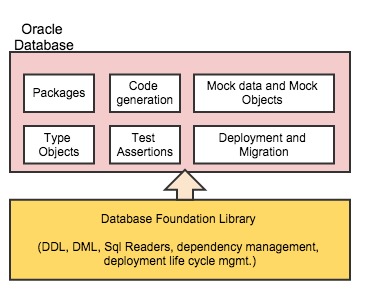 Oracle
Database
Packages
Code
generation
Mock data and Mock
Objects
Type
Objects
Test
Assertions
Deployment and
Migration
Database Foundation Library
(DDL, DML, Sql Readers, dependency management,
deployment life cycle mgmt.)